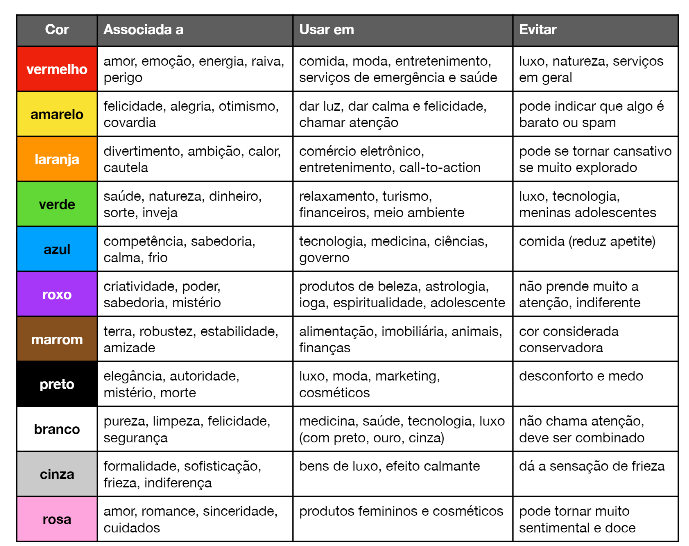 Cor Associada a Usar em Evitar
vermelho amor, emoção, energia, raiva, perigo comida, moda, entretenimento, serviços de emergência e saúde luxo, natureza, serviços em geral
amarelo felicidade, alegria, otimismo, covardia dar luz, dar calma e felicidade, chamar atenção pode indicar que algo é barato ou spam
laranja divertimento, ambição, calor, cautela comércio eletrônico, entretenimento, call-to-action pode se tornar cansativo se muito explorado
verde saúde, natureza, dinheiro, sorte, inveja relaxamento, turismo, financeiros, meio ambiente luxo, tecnologia, meninas adolescentes
azul competência, sabedoria, calma, frio tecnologia, medicina, ciências, governo comida (reduz apetite)
roxo criatividade, poder, sabedoria, mistério produtos de beleza, astrologia, ioga, espiritualidade, adolescente não prende muito a atenção, indiferente
marrom terra, robustez, estabilidade, amizade alimentação, imobiliária, animais, finanças cor considerada conservadora
preto elegância, autoridade, mistério, morte luxo, moda, marketing, cosméticos desconforto e medo
branco pureza, limpeza, felicidade, segurança medicina, saúde, tecnologia, luxo (com preto, ouro, cinza) não chama atenção, deve ser combinado
cinza formalidade, sofisticação, frieza, indiferença bens de luxo, efeito calmante dá a sensação de frieza
rosa amor, romance, sinceridade, cuidados produtos femininos e cosméticos pode tornar muito sentimental e doce